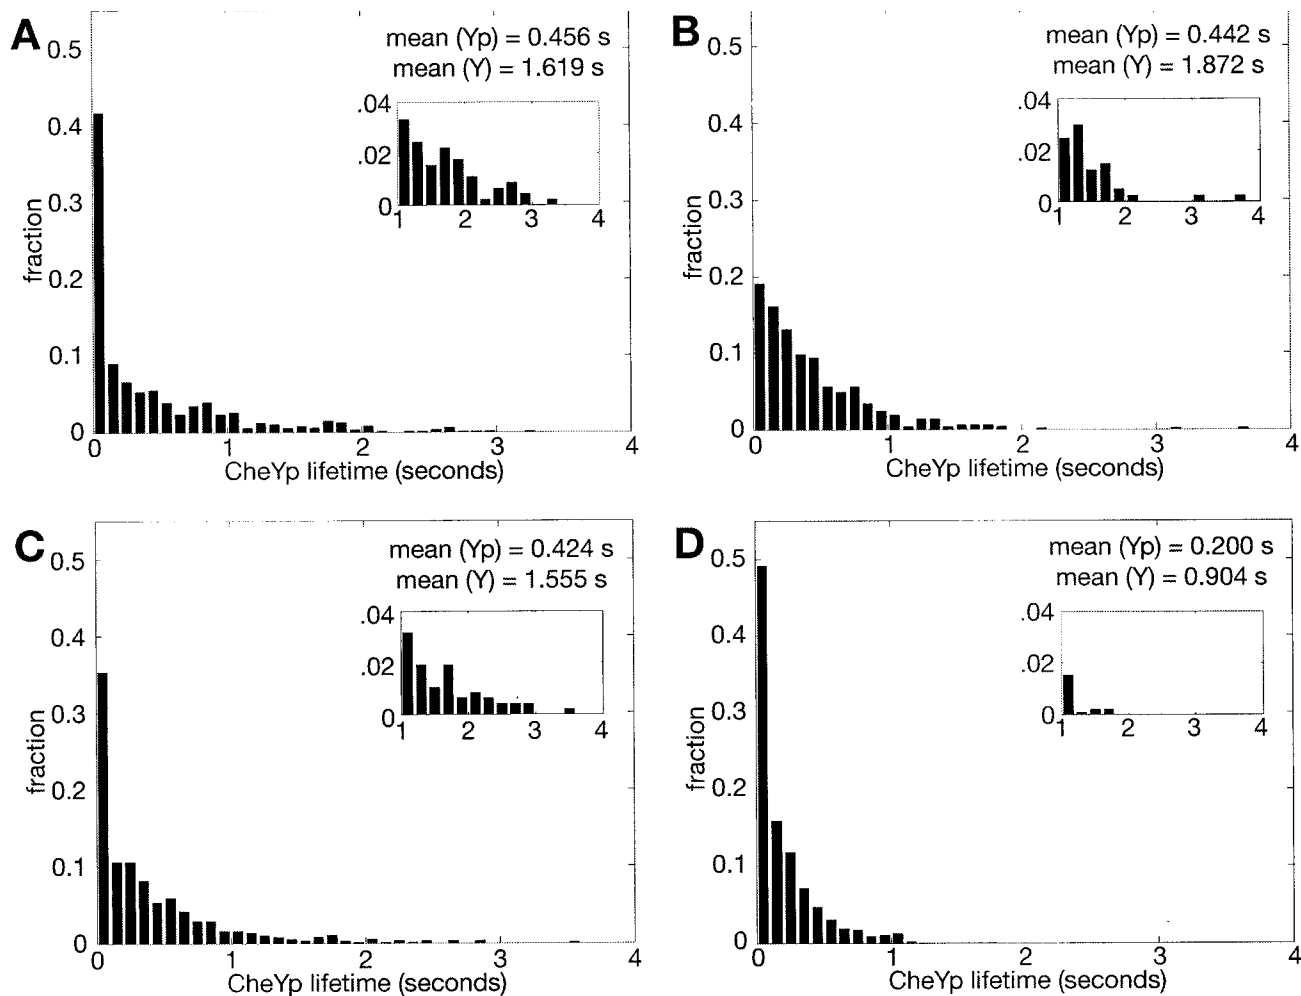 A
mean (Yp) = 0.456 s
mean (Y) = 1.619 s
0.5
0.4
0.3
0.2
0.1
0
fraction
.04
.02
0
1 2 3 4
0 1 2 3 4
CheYp lifetime (seconds)
B
mean (Yp) = 0.442 s
mean (Y) = 1.872 s
0.5
0.4
0.3
0.2
0.1
0
fraction
.04
.02
0
1 2 3 4
0 1 2 3 4
CheYp lifetime (seconds)
C
mean (Yp) = 0.424 s
mean (Y) = 1.555 s
0.5
0.4
0.3
0.2
0.1
0
fraction
.04
.02
0
1 2 3 4
0 1 2 3 4
CheYp lifetime (seconds)
D
mean (Yp) = 0.200 s
mean (Y) = 0.904 s
0.5
0.4
0.3
0.2
0.1
0
fraction
.04
.02
0
1 2 3 4
0 1 2 3 4
CheYp lifetime (seconds)